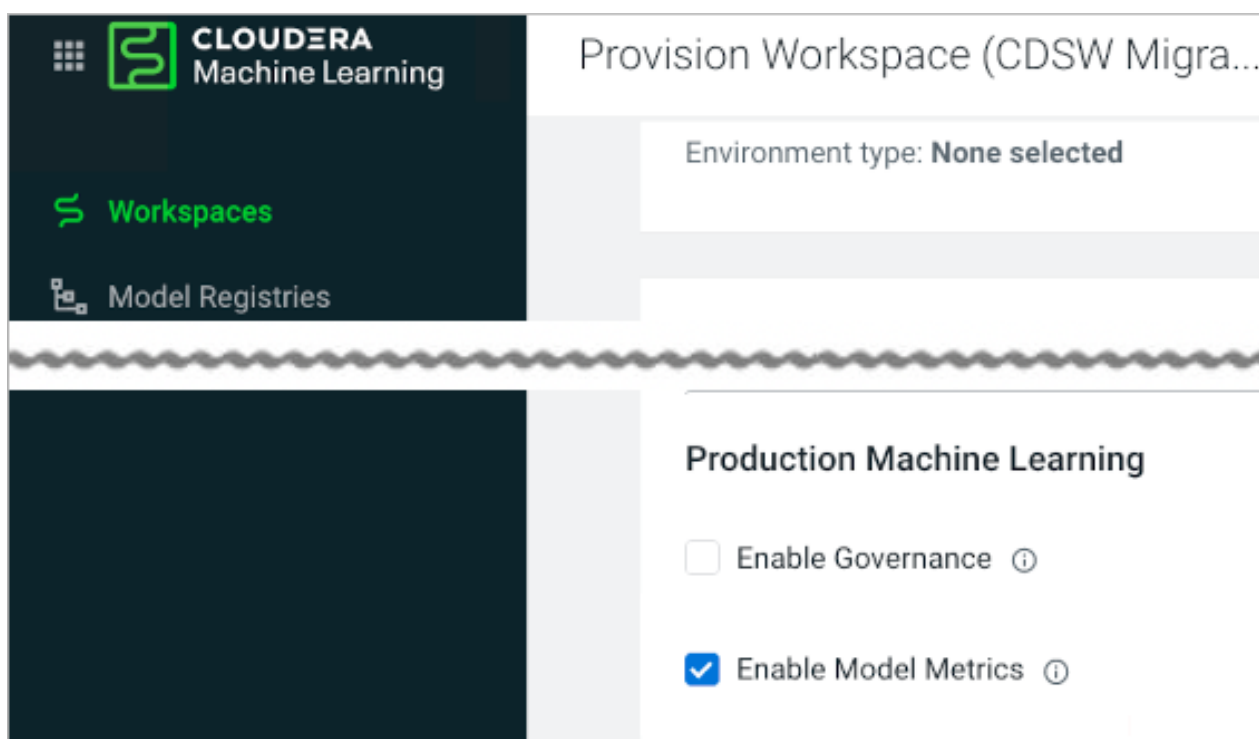 CLOUDERA
Machine Learning
Provision Workspace (CDSW Migra...
Environment type: None selected
Workspaces
Model Registries
Production Machine Learning
Enable Governance
Enable Model Metrics